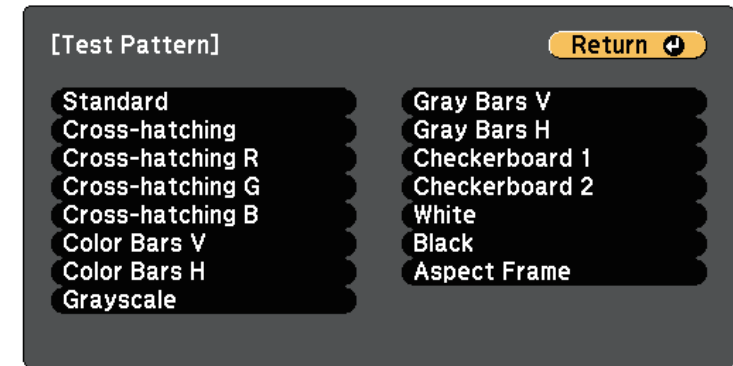 [Test Pattern]
Return
Standard
Cross-hatching
Cross-hatching R
Cross-hatching G
Cross-hatching B
Color Bars V
Color Bars H
Grayscale
Gray Bars V
Gray Bars H
Checkerboard 1
Checkerboard 2
White
Black
Aspect Frame